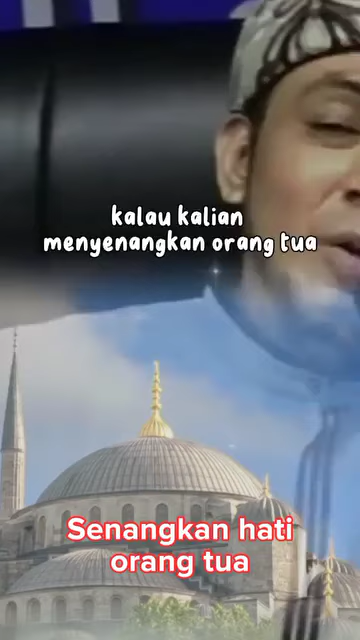 kalau kalian
menyenangkan orang tua
Senangkan hati
orang tua